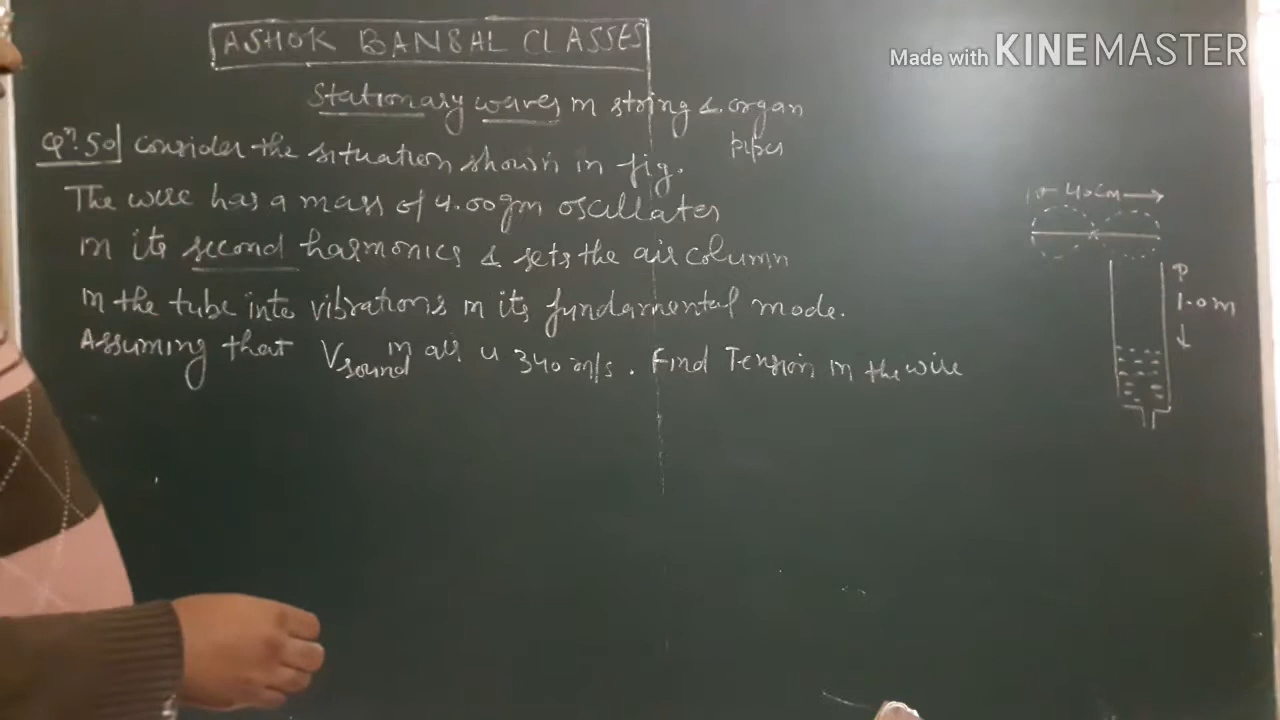 ASHOK BANSAL CLASSES
Made with KINEMASTER
Stationary waves in string & organ
pipes
Qn. 50 consider the situation shown in fig.
The wire has a mass of 4.00gm oscillates
in its second harmonics & sets the air column
in the tube into vibrations in its fundamental mode.
Assuming that Vsound in air is 340 m/s. Find Tension in the wire
40cm
1.0m